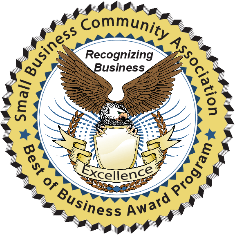 Small Business Community Association
Recognizing
Business
Excellence
Best of Business Award Program